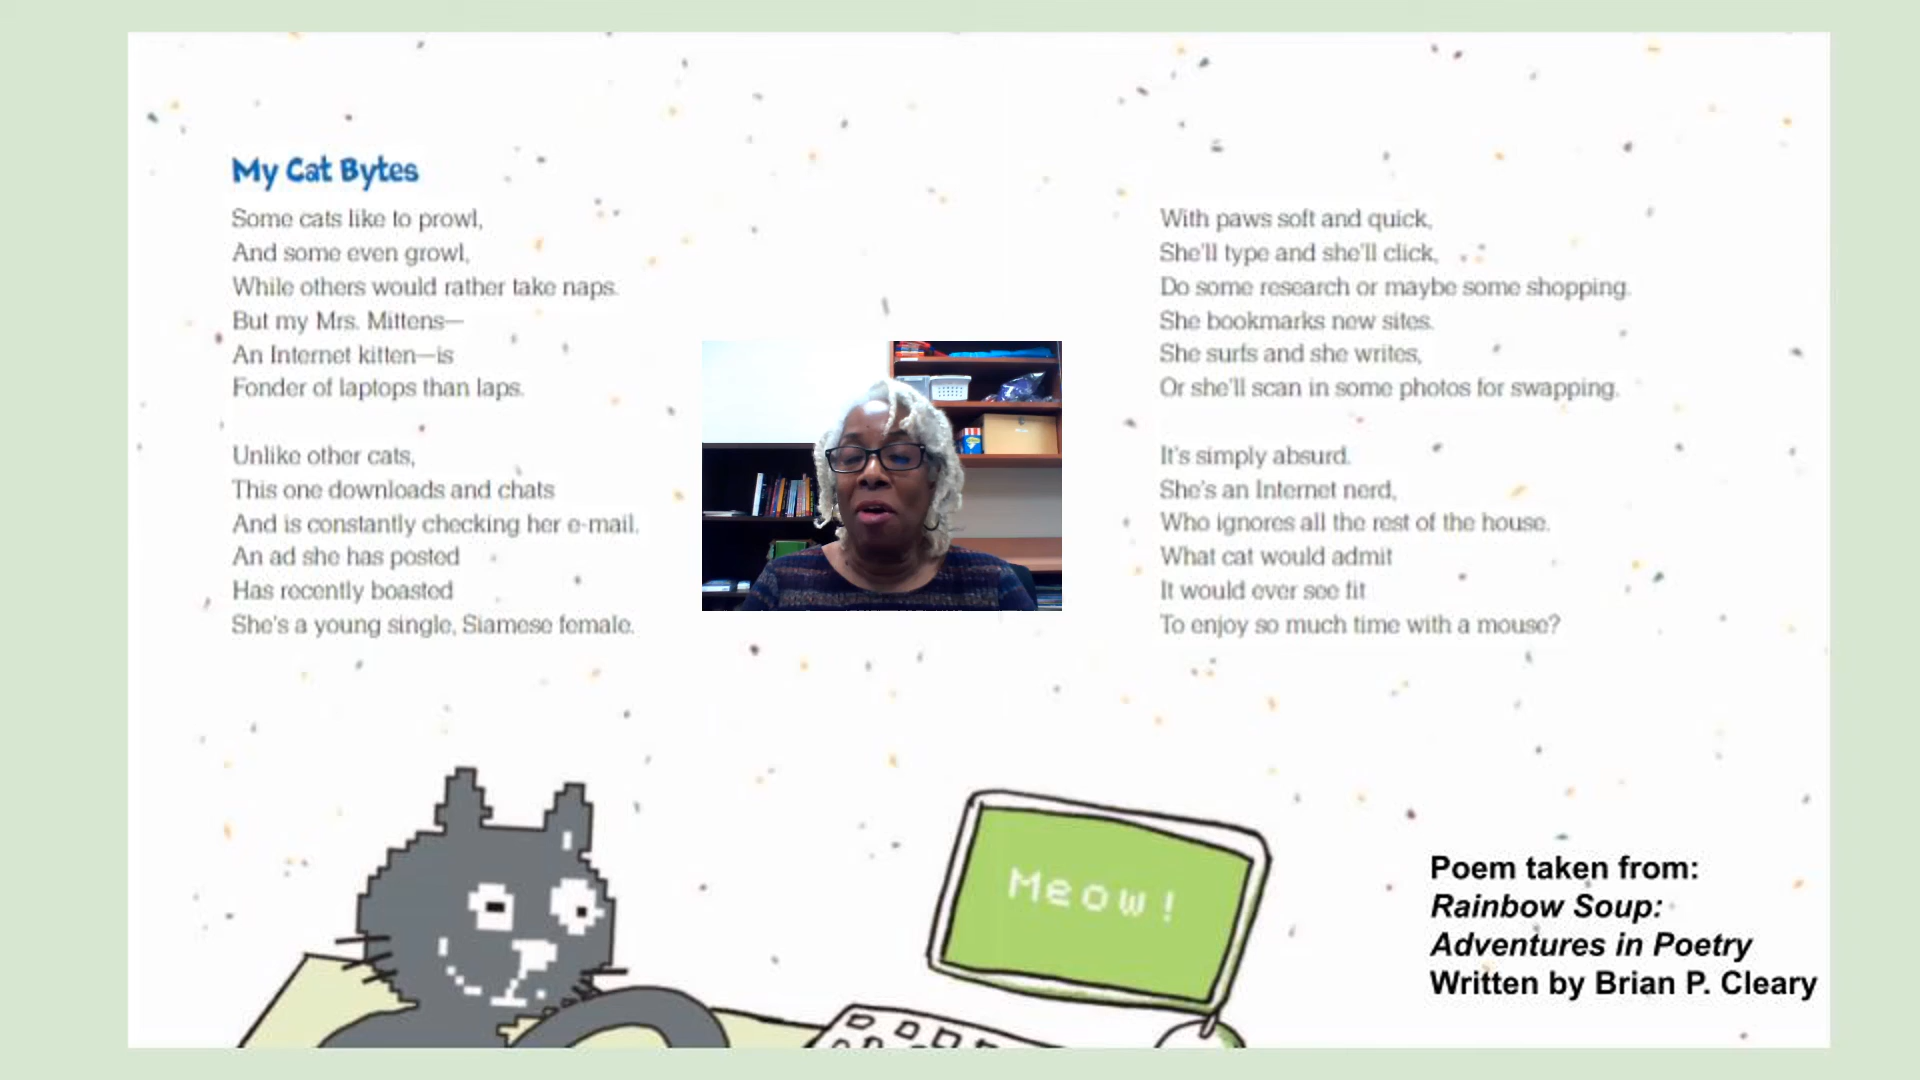 My Cat Bytes
Some cats like to prowl,
And some even growl,
While others would rather take naps.
But my Mrs. Mittens—
An Internet kitten—is
Fonder of laptops than laps.
Unlike other cats,
This one downloads and chats
And is constantly checking her e-mail.
An ad she has posted
Has recently boasted
She's a young single, Siamese female.
With paws soft and quick,
She'll type and she'll click,
Do some research or maybe some shopping.
She bookmarks new sites.
She surfs and she writes,
Or she'll scan in some photos for swapping.
It's simply absurd.
She's an Internet nerd,
Who ignores all the rest of the house.
What cat would admit
It would ever see fit
To enjoy so much time with a mouse?
Meow!
Poem taken from:
Rainbow Soup:
Adventures in Poetry
Written by Brian P. Cleary